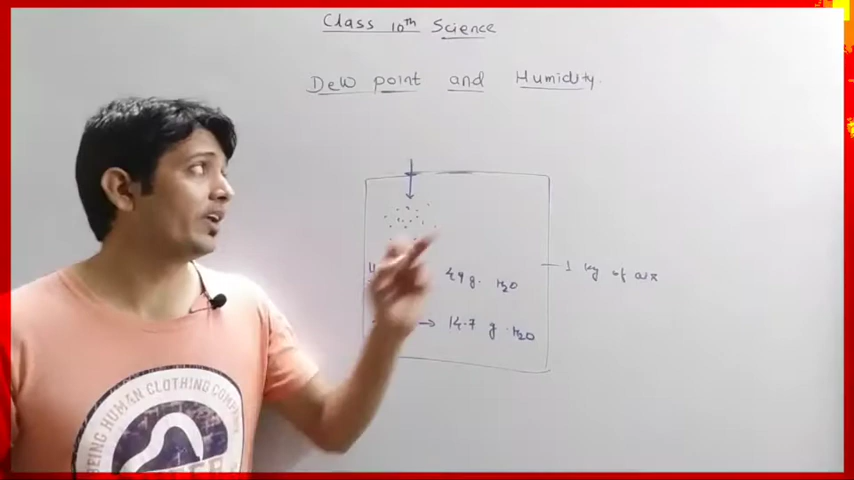 Class 10th Science
Dew point and Humidity.
49 g. H2O
1 kg of air
→ 14.7 g. H2O
BEING HUMAN CLOTHING COMPANY